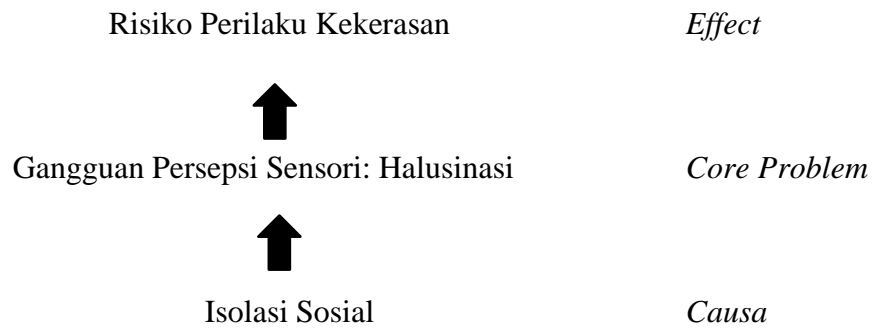 Risiko Perilaku Kekerasan Effect
Gangguan Persepsi Sensori: Halusinasi Core Problem
Isolasi Sosial Causa